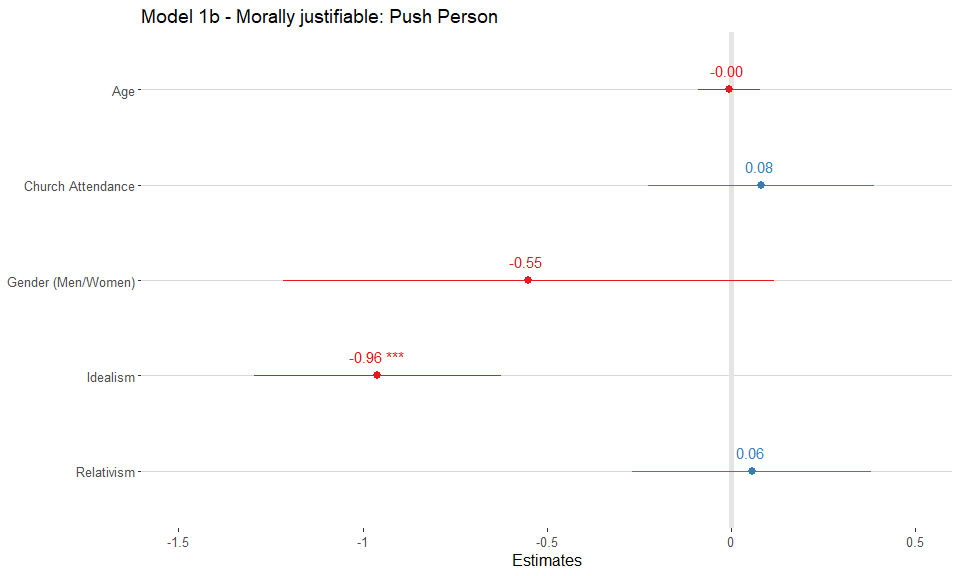 Model 1b - Morally justifiable: Push Person
-0.00
Age
0.08
Church Attendance
-0.55
Gender (Men/Women)
-0.96 ***
Idealism
0.06
Relativism
-1.5 -1 -0.5 0 0.5
Estimates